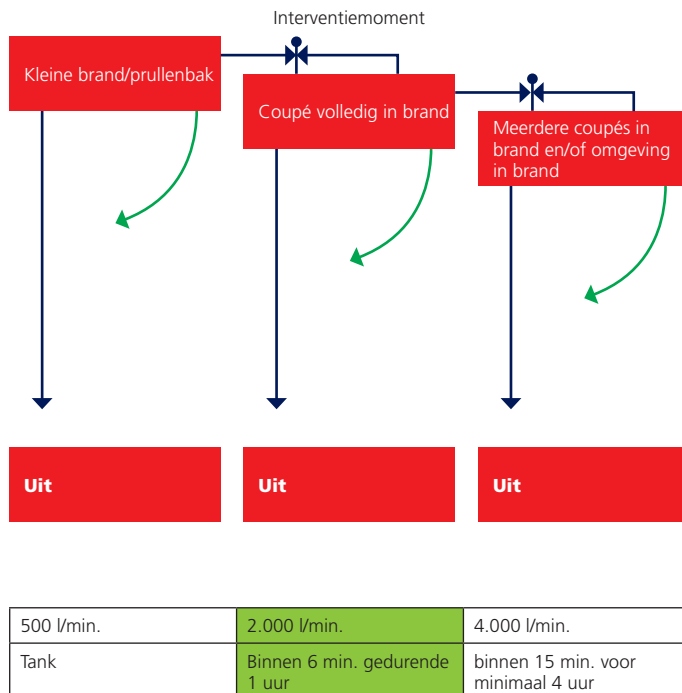 Interventiemoment
Kleine brand/prullenbak
Coupé volledig in brand
Meerdere coupés in
brand en/of omgeving
in brand
Uit
Uit
Uit
500 l/min.
2.000 l/min.
4.000 l/min.
Tank
Binnen 6 min. gedurende
1 uur
binnen 15 min. voor
minimaal 4 uur